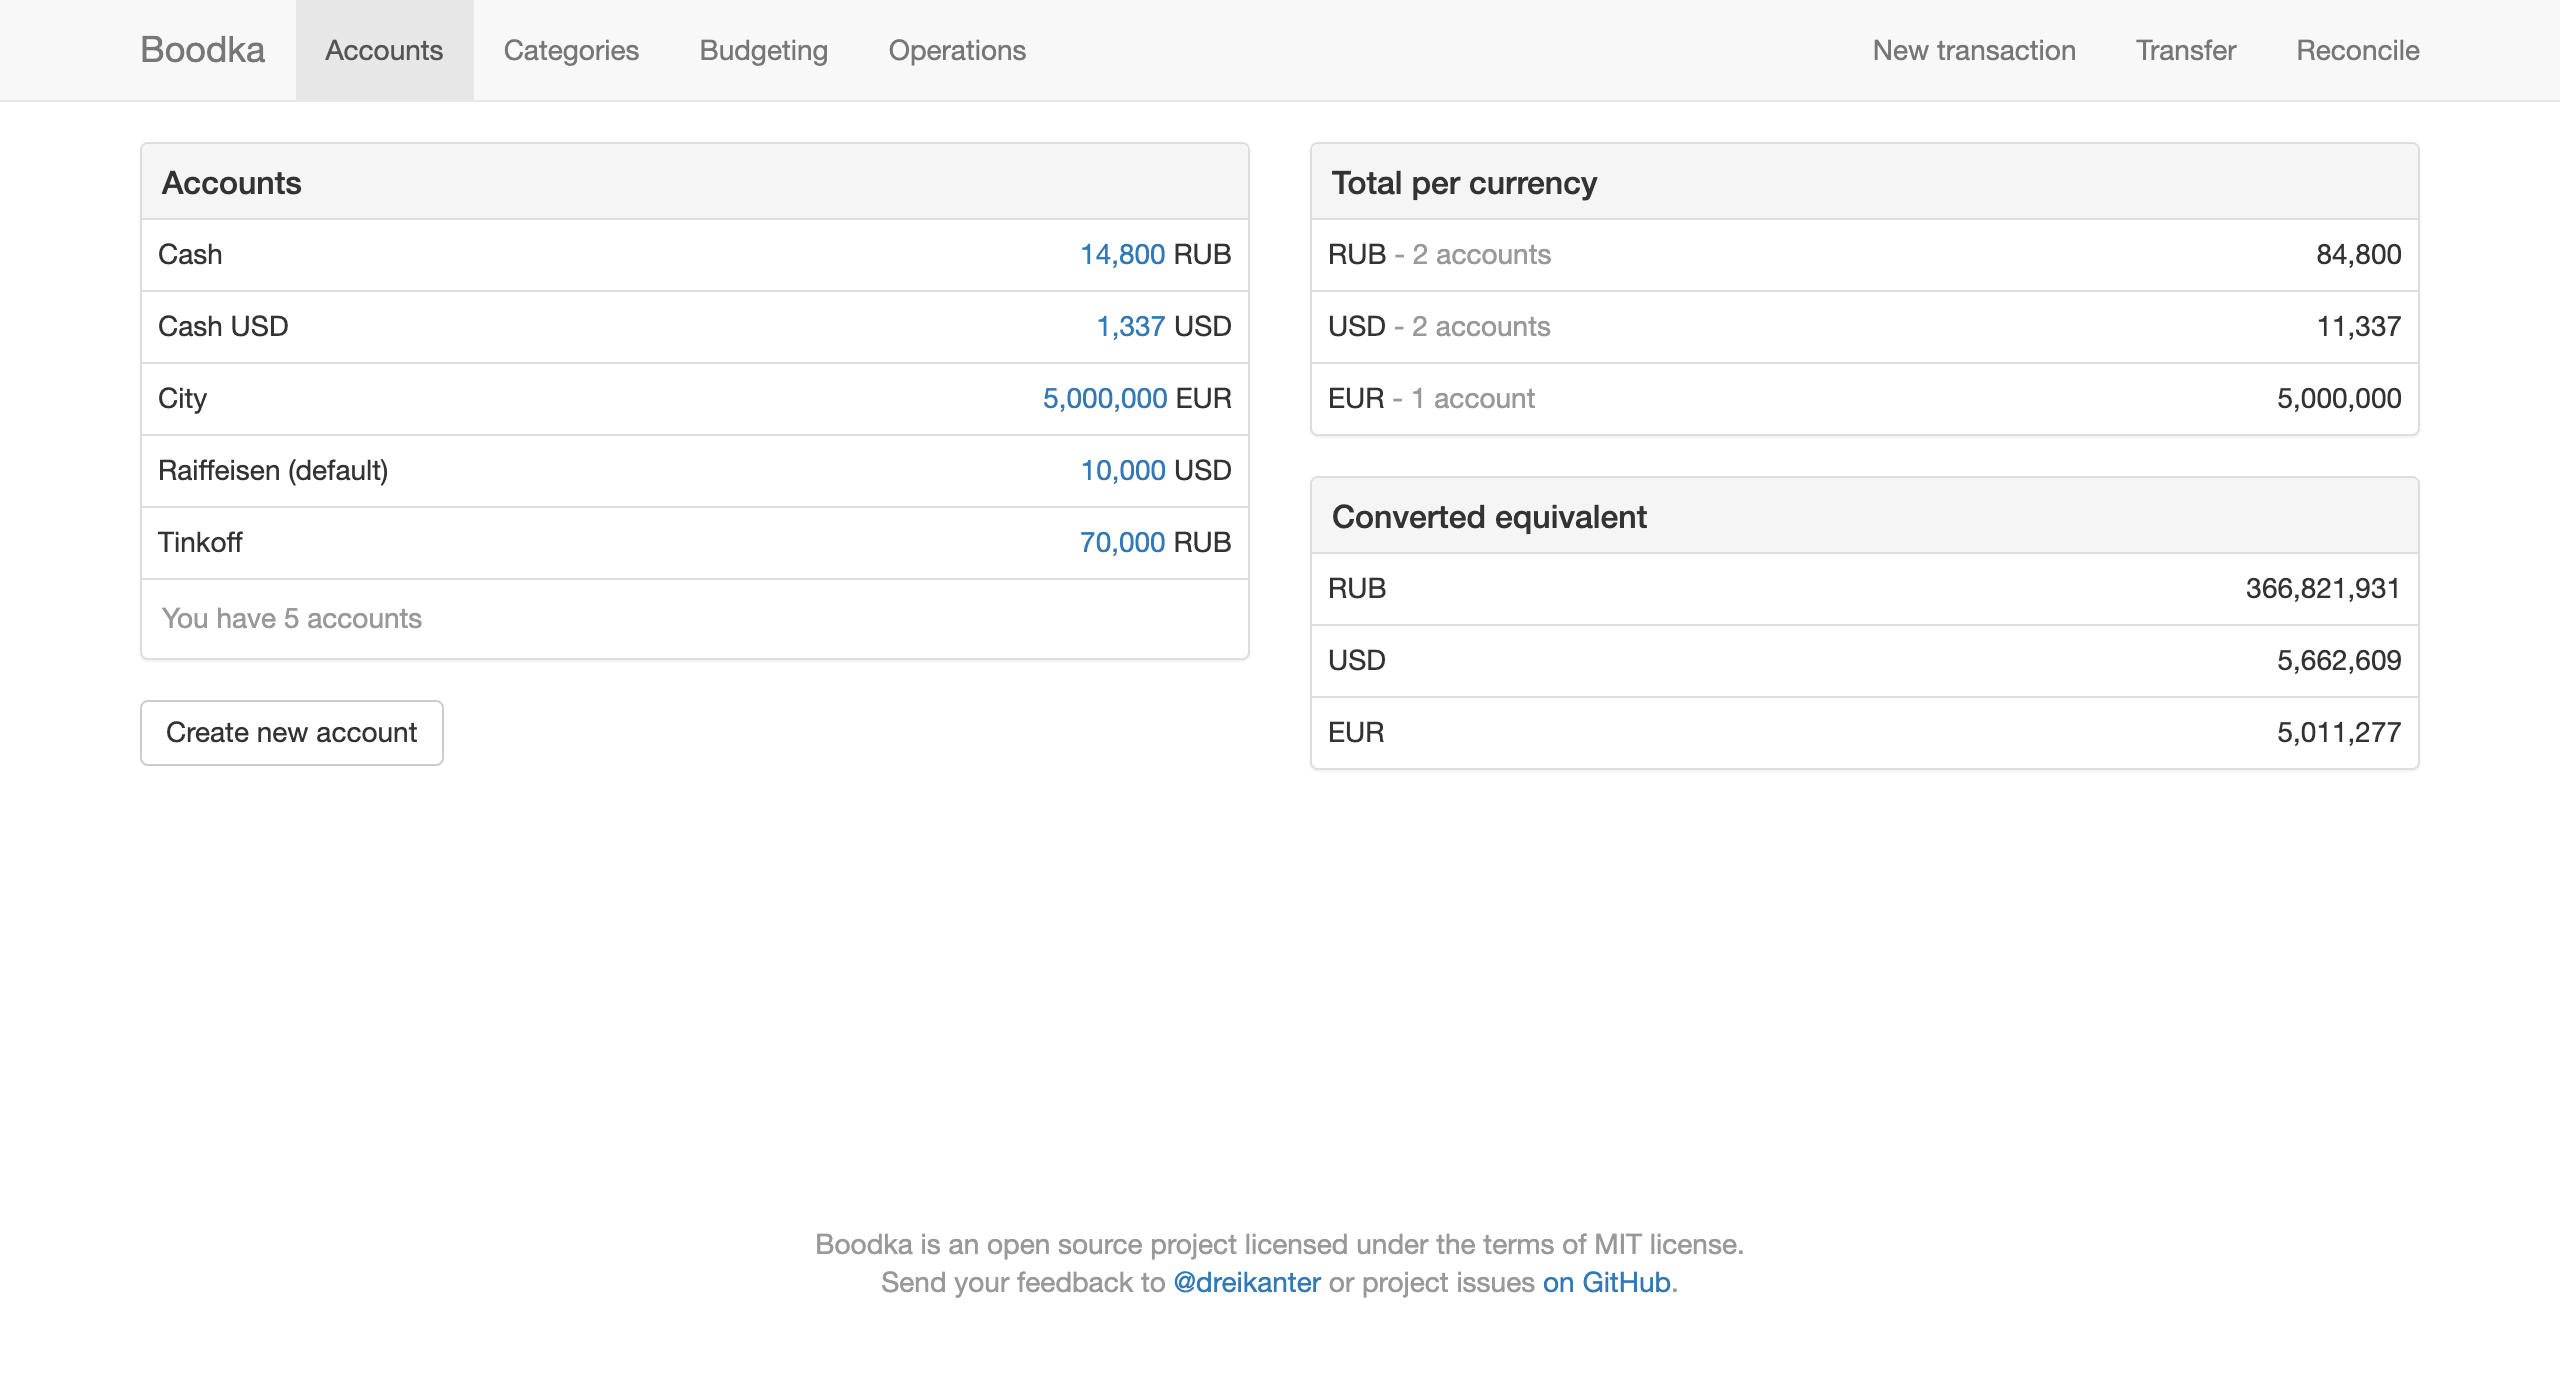 Boodka Accounts Categories Budgeting Operations New transaction Transfer Reconcile
Accounts
Cash 14,800 RUB
Cash USD 1,337 USD
City 5,000,000 EUR
Raiffeisen (default) 10,000 USD
Tinkoff 70,000 RUB
You have 5 accounts
Create new account
Total per currency
RUB - 2 accounts 84,800
USD - 2 accounts 11,337
EUR - 1 account 5,000,000
Converted equivalent
RUB 366,821,931
USD 5,662,609
EUR 5,011,277
Boodka is an open source project licensed under the terms of MIT license.
Send your feedback to @dreikanter or project issues on GitHub.